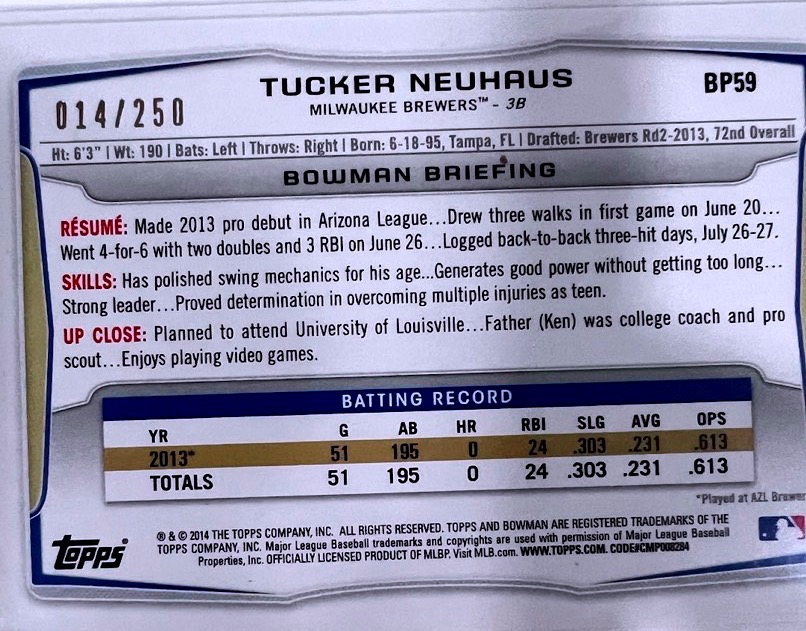 014/250
TUCKER NEUHAUS
BP59
MILWAUKEE BREWERS™ - 3B
Ht: 6'3" | Wt: 190 | Bats: Left | Throws: Right | Born: 6-18-95, Tampa, FL | Drafted: Brewers Rd2-2013, 72nd Overall
BOWMAN BRIEFING
RÉSUMÉ: Made 2013 pro debut in Arizona League...Drew three walks in first game on June 20...
Went 4-for-6 with two doubles and 3 RBI on June 26...Logged back-to-back three-hit days, July 26-27.
SKILLS: Has polished swing mechanics for his age...Generates good power without getting too long...
Strong leader...Proved determination in overcoming multiple injuries as teen.
UP CLOSE: Planned to attend University of Louisville...Father (Ken) was college coach and pro
scout...Enjoys playing video games.
BATTING RECORD
YR G AB HR RBI SLG AVG OPS
2013* 51 195 0 24 .303 .231 .613
TOTALS 51 195 0 24 .303 .231 .613
*Played at AZL Brewer
Topps®
® & © 2014 THE TOPPS COMPANY, INC. ALL RIGHTS RESERVED. TOPPS AND BOWMAN ARE REGISTERED TRADEMARKS OF THE
TOPPS COMPANY, INC. Major League Baseball trademarks and copyrights are used with permission of Major League Baseball
Properties, Inc. OFFICIALLY LICENSED PRODUCT OF MLBP. Visit MLB.com. WWW.TOPPS.COM. CODE#CMP008284